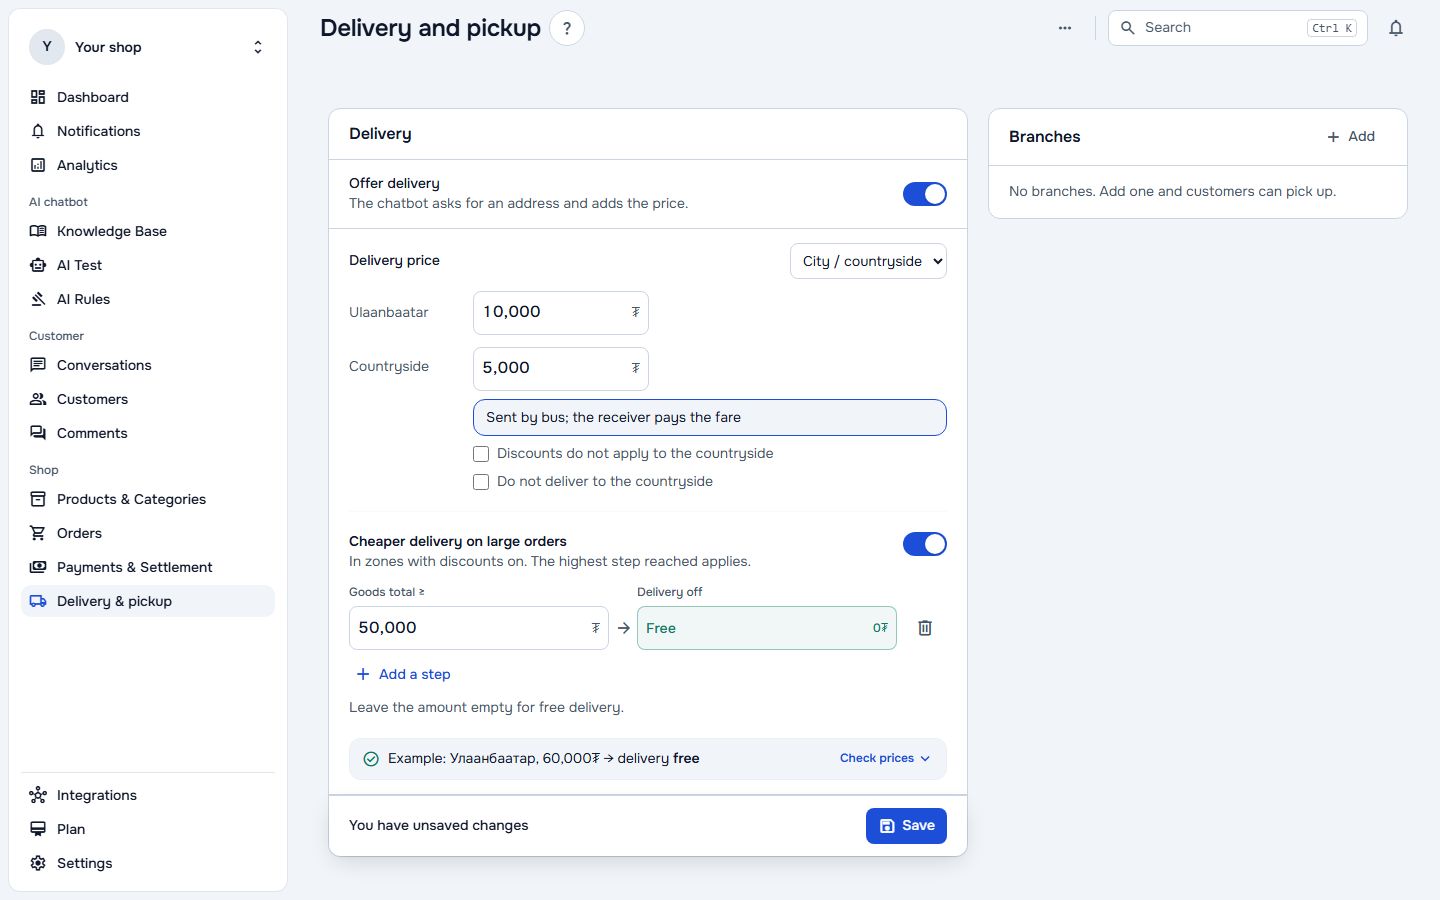 Y
Your shop
Dashboard
Notifications
Analytics
AI chatbot
Knowledge Base
AI Test
AI Rules
Customer
Conversations
Customers
Comments
Shop
Products & Categories
Orders
Payments & Settlement
Delivery & pickup
Integrations
Plan
Settings
Delivery and pickup
?
Search
Ctrl K
Delivery
Offer delivery
The chatbot asks for an address and adds the price.
Delivery price
City / countryside
Ulaanbaatar
10,000 ₮
Countryside
5,000 ₮
Sent by bus; the receiver pays the fare
Discounts do not apply to the countryside
Do not deliver to the countryside
Cheaper delivery on large orders
In zones with discounts on. The highest step reached applies.
Goods total ≥
Delivery off
50,000 ₮ → Free 0₮
+ Add a step
Leave the amount empty for free delivery.
Example: Улаанбаатар, 60,000₮ → delivery free
Check prices
You have unsaved changes
Save
Branches
+ Add
No branches. Add one and customers can pick up.